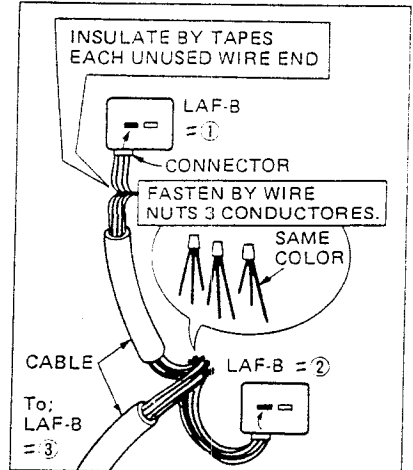 INSULATE BY TAPES
EACH UNUSED WIRE END
LAF-B
= ①
CONNECTOR
FASTEN BY WIRE
NUTS 3 CONDUCTORES.
SAME
COLOR
CABLE
LAF-B = ②
To;
LAF-B
= ③